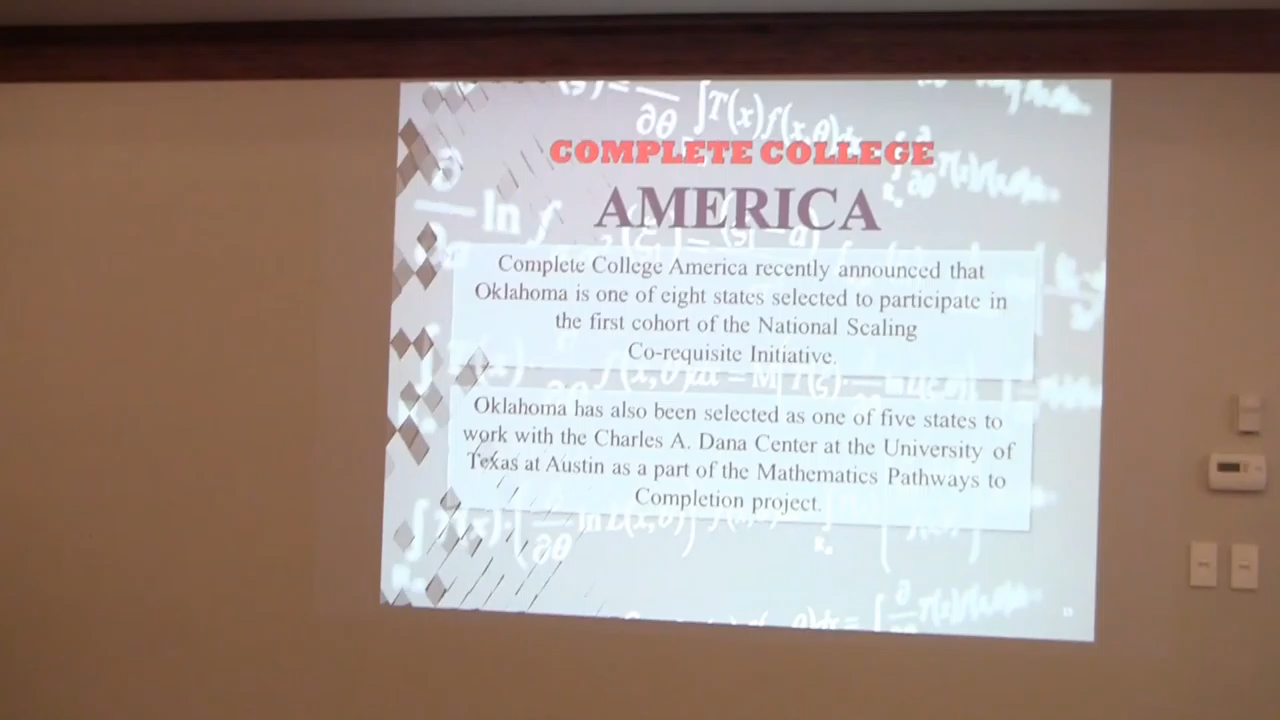 COMPLETE COLLEGE
AMERICA
Complete College America recently announced that
Oklahoma is one of eight states selected to participate in
the first cohort of the National Scaling
Co-requisite Initiative.
Oklahoma has also been selected as one of five states to
work with the Charles A. Dana Center at the University of
Texas at Austin as a part of the Mathematics Pathways to
Completion project.